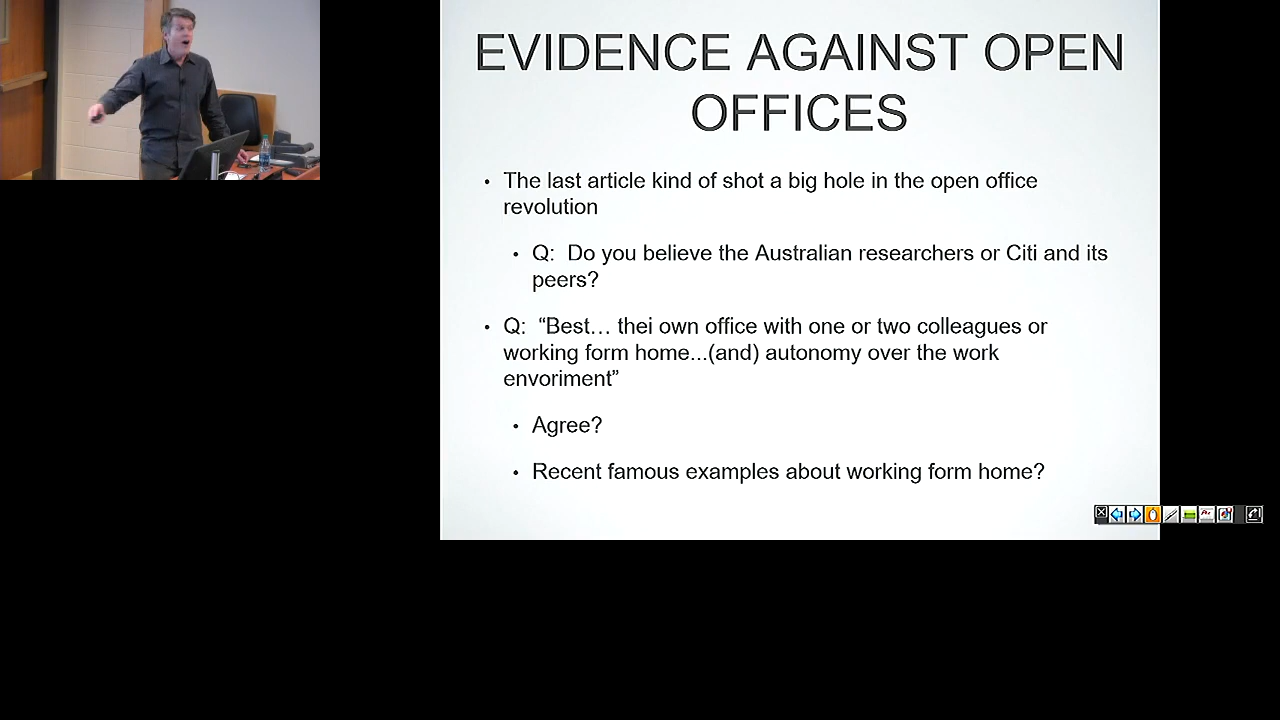 EVIDENCE AGAINST OPEN
OFFICES
• The last article kind of shot a big hole in the open office
revolution
• Q: Do you believe the Australian researchers or Citi and its
peers?
• Q: “Best… thei own office with one or two colleagues or
working form home...(and) autonomy over the work
envoriment”
• Agree?
• Recent famous examples about working form home?